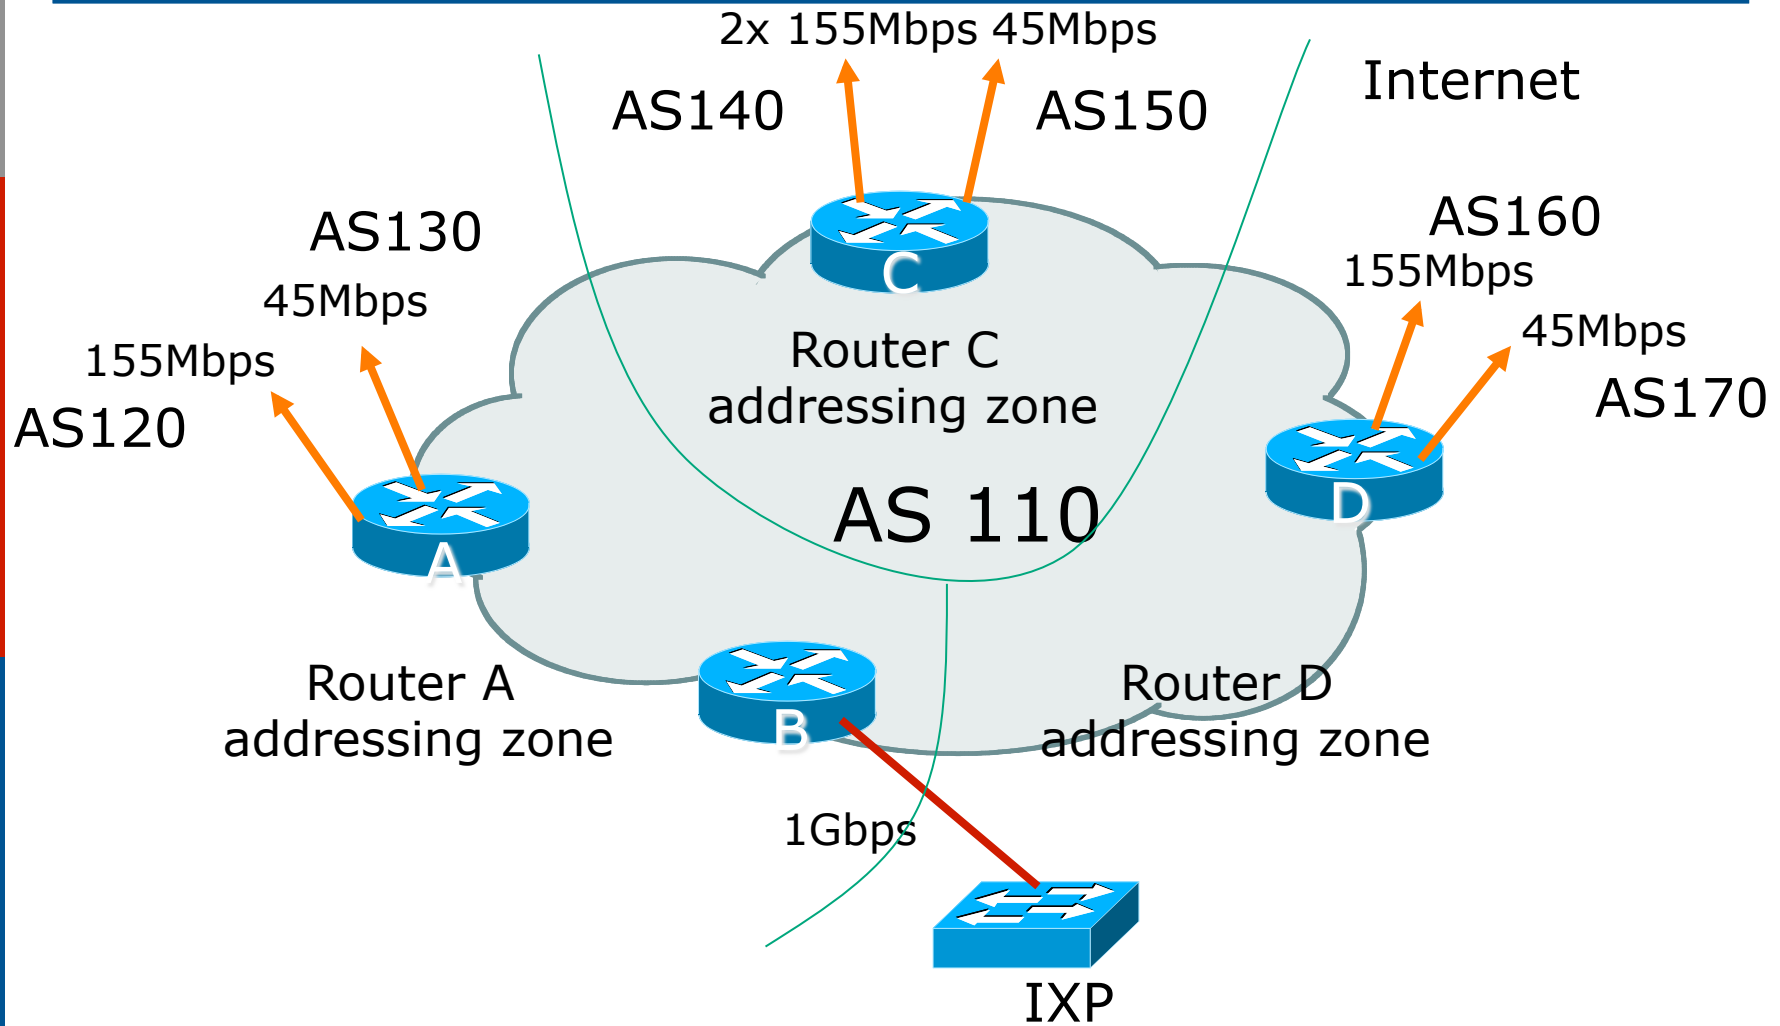 2x 155Mbps 45Mbps
Internet
AS140
AS150
AS130
AS160
155Mbps
45Mbps
45Mbps
155Mbps
AS120
AS170
C
Router C
addressing zone
AS 110
D
A
Router A
addressing zone
B
Router D
addressing zone
1Gbps
IXP